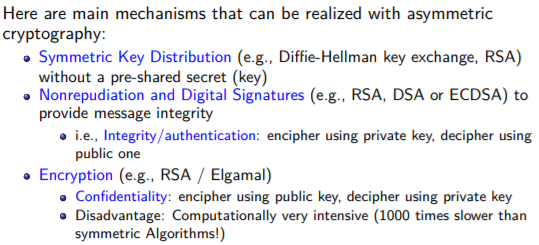 Here are main mechanisms that can be realized with asymmetric
cryptography:
Symmetric Key Distribution (e.g., Diffie-Hellman key exchange, RSA)
without a pre-shared secret (key)
Nonrepudiation and Digital Signatures (e.g., RSA, DSA or ECDSA) to
provide message integrity
i.e., Integrity/authentication: encipher using private key, decipher using
public one
Encryption (e.g., RSA / Elgamal)
Confidentiality: encipher using public key, decipher using private key
Disadvantage: Computationally very intensive (1000 times slower than
symmetric Algorithms!)